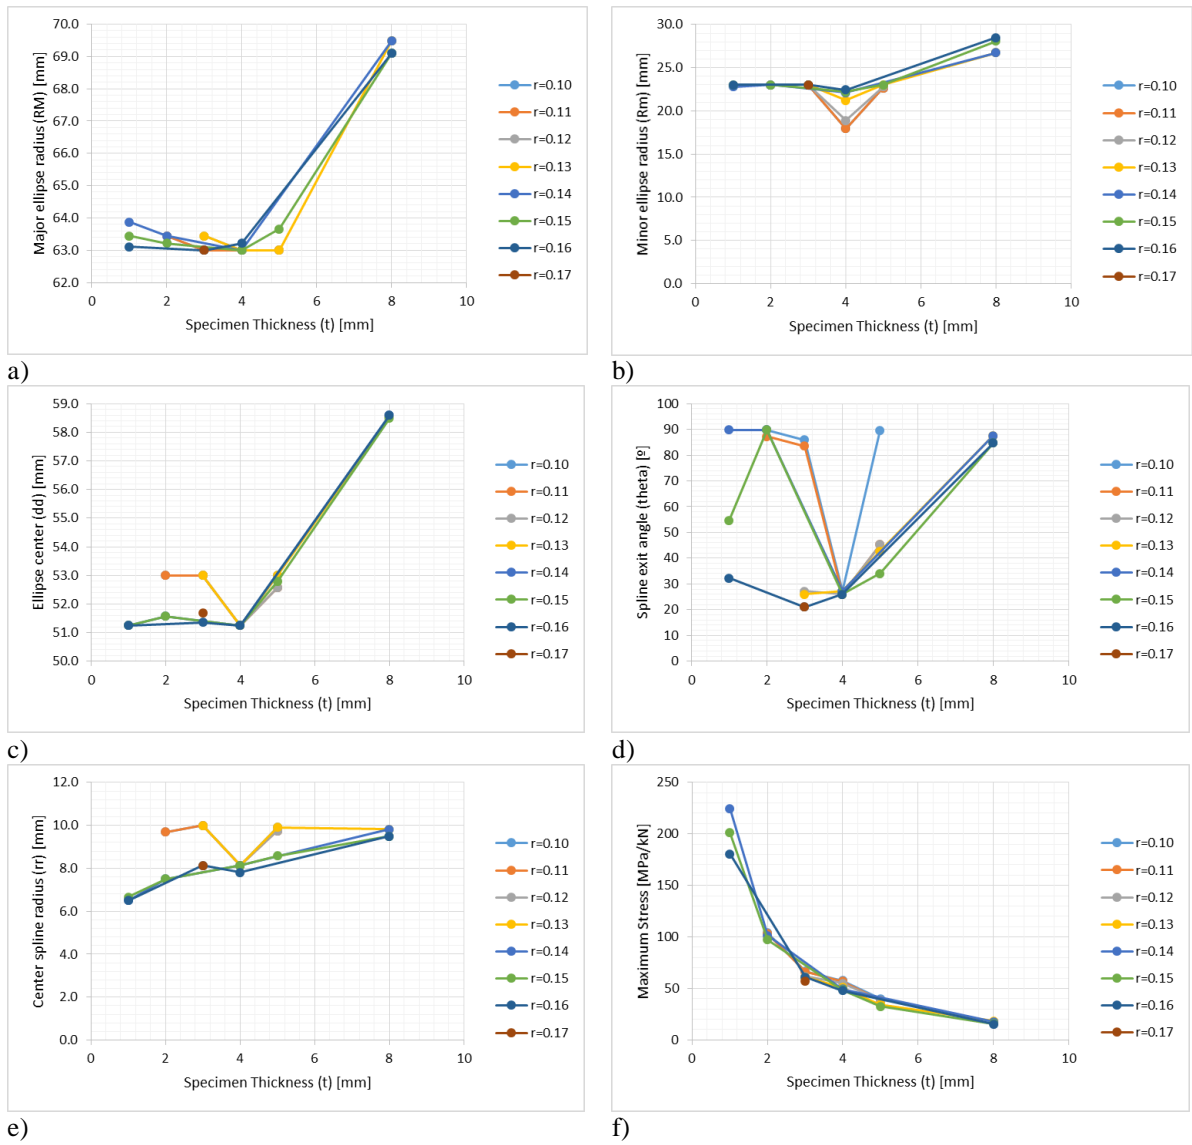 70.0
69.0
68.0
67.0
66.0
65.0
64.0
63.0
62.0
0 2 4 6 8 10
Major ellipse radius (RM) [mm]
Specimen Thickness (t) [mm]
r=0.10
r=0.11
r=0.12
r=0.13
r=0.14
r=0.15
r=0.16
r=0.17
a)
30.0
25.0
20.0
15.0
10.0
5.0
0.0
0 2 4 6 8 10
Minor ellipse radius (Rm) [mm]
Specimen Thickness (t) [mm]
r=0.10
r=0.11
r=0.12
r=0.13
r=0.14
r=0.15
r=0.16
r=0.17
b)
59.0
58.0
57.0
56.0
55.0
54.0
53.0
52.0
51.0
50.0
0 2 4 6 8 10
Ellipse center (dd) [mm]
Specimen Thickness (t) [mm]
r=0.10
r=0.11
r=0.12
r=0.13
r=0.14
r=0.15
r=0.16
r=0.17
c)
100
90
80
70
60
50
40
30
20
10
0
0 2 4 6 8 10
Spline exit angle (theta) [º]
Specimen Thickness (t) [mm]
r=0.10
r=0.11
r=0.12
r=0.13
r=0.14
r=0.15
r=0.16
r=0.17
d)
12.0
10.0
8.0
6.0
4.0
2.0
0.0
0 2 4 6 8 10
Center spline radius (rr) [mm]
Specimen Thickness (t) [mm]
r=0.10
r=0.11
r=0.12
r=0.13
r=0.14
r=0.15
r=0.16
r=0.17
e)
250
200
150
100
50
0
0 2 4 6 8 10
Maximum Stress [MPa/kN]
Specimen Thickness (t) [mm]
r=0.10
r=0.11
r=0.12
r=0.13
r=0.14
r=0.15
r=0.16
r=0.17
f)